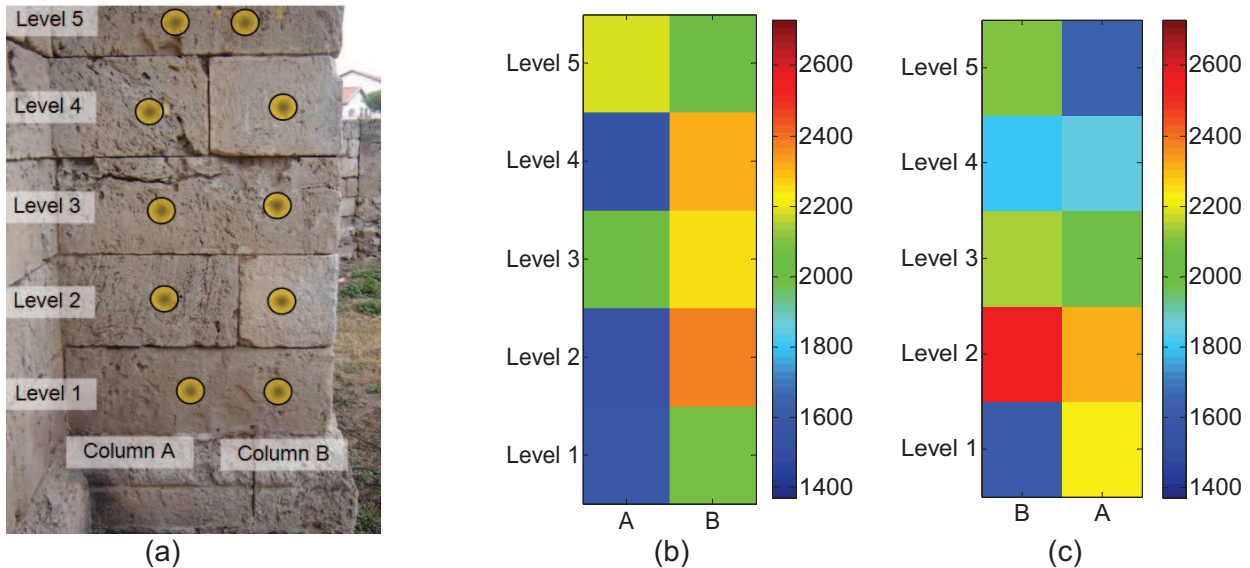 Level 5
Level 4
Level 3
Level 2
Level 1
Column A
Column B
(a)
Level 5
Level 4
Level 3
Level 2
Level 1
A B
2600
2400
2200
2000
1800
1600
1400
(b)
Level 5
Level 4
Level 3
Level 2
Level 1
B A
2600
2400
2200
2000
1800
1600
1400
(c)